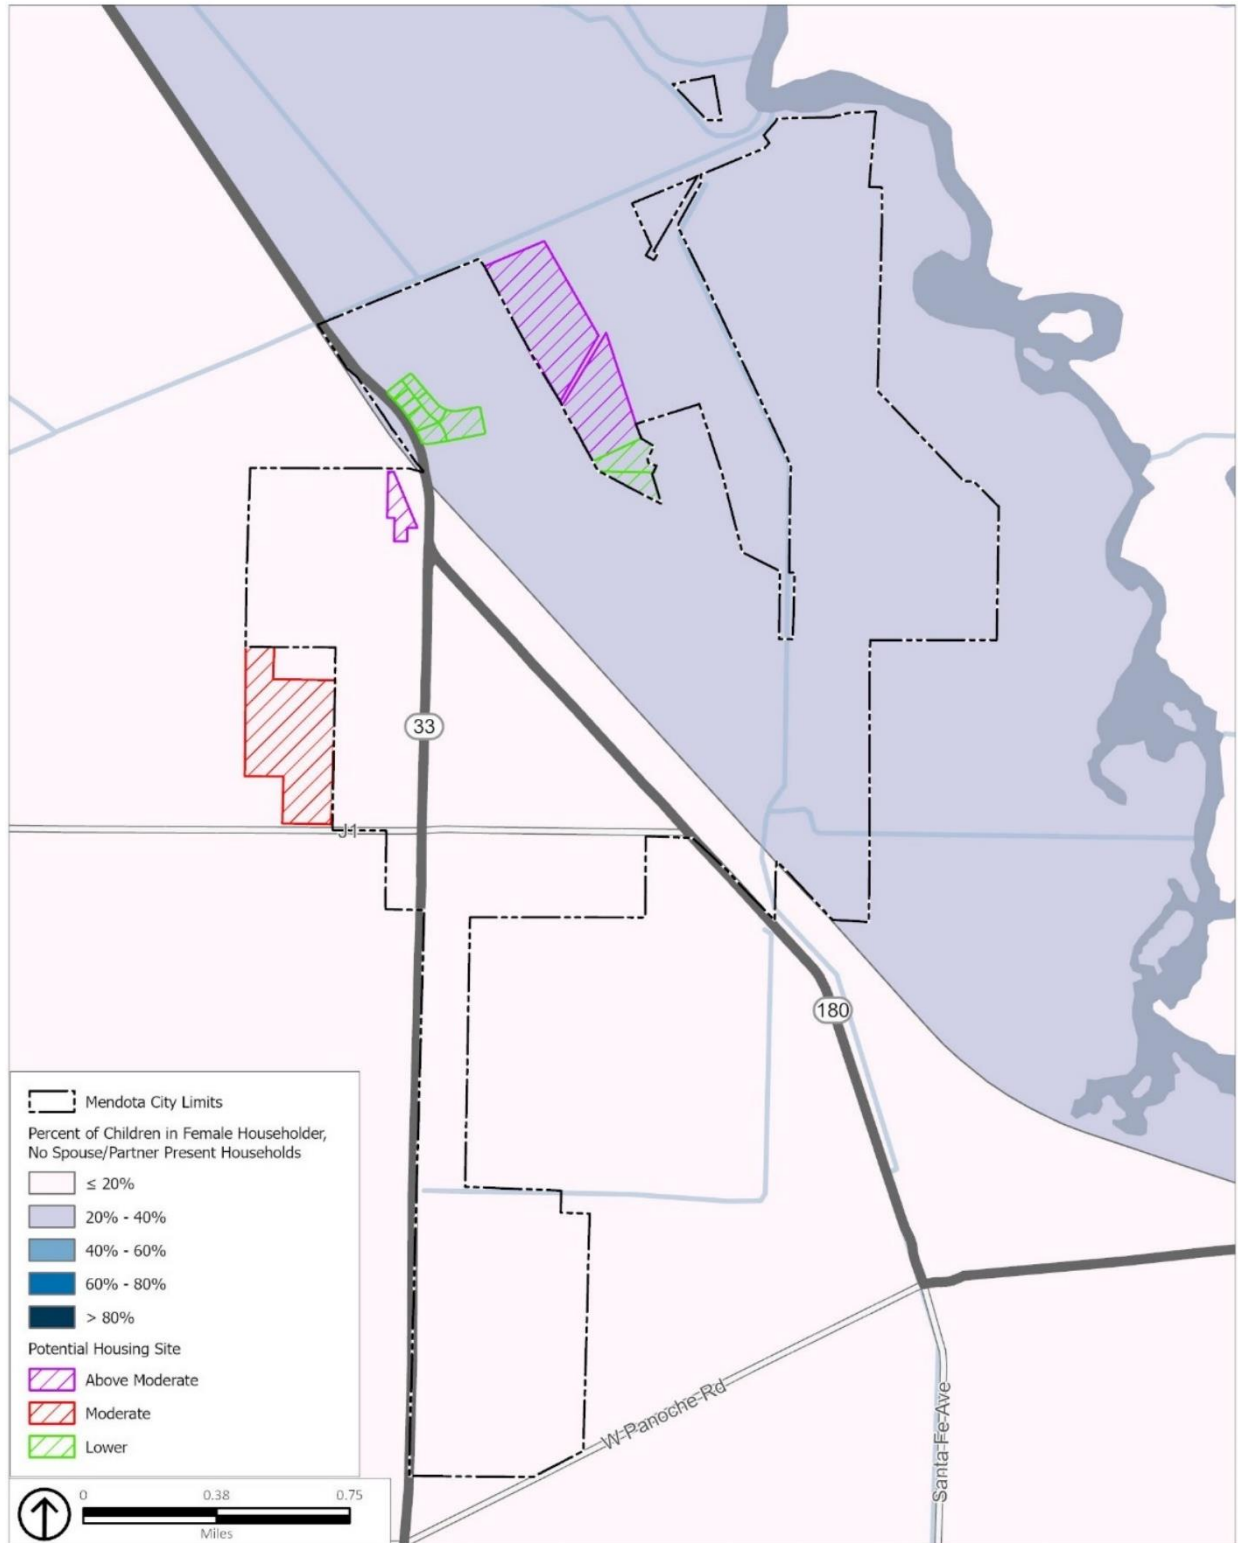 33
J1
180
W Panoche Rd
Santa Fe Ave
Mendota City Limits
Percent of Children in Female Householder,
No Spouse/Partner Present Households
≤ 20%
20% - 40%
40% - 60%
60% - 80%
> 80%
Potential Housing Site
Above Moderate
Moderate
Lower
0 0.38 0.75
Miles